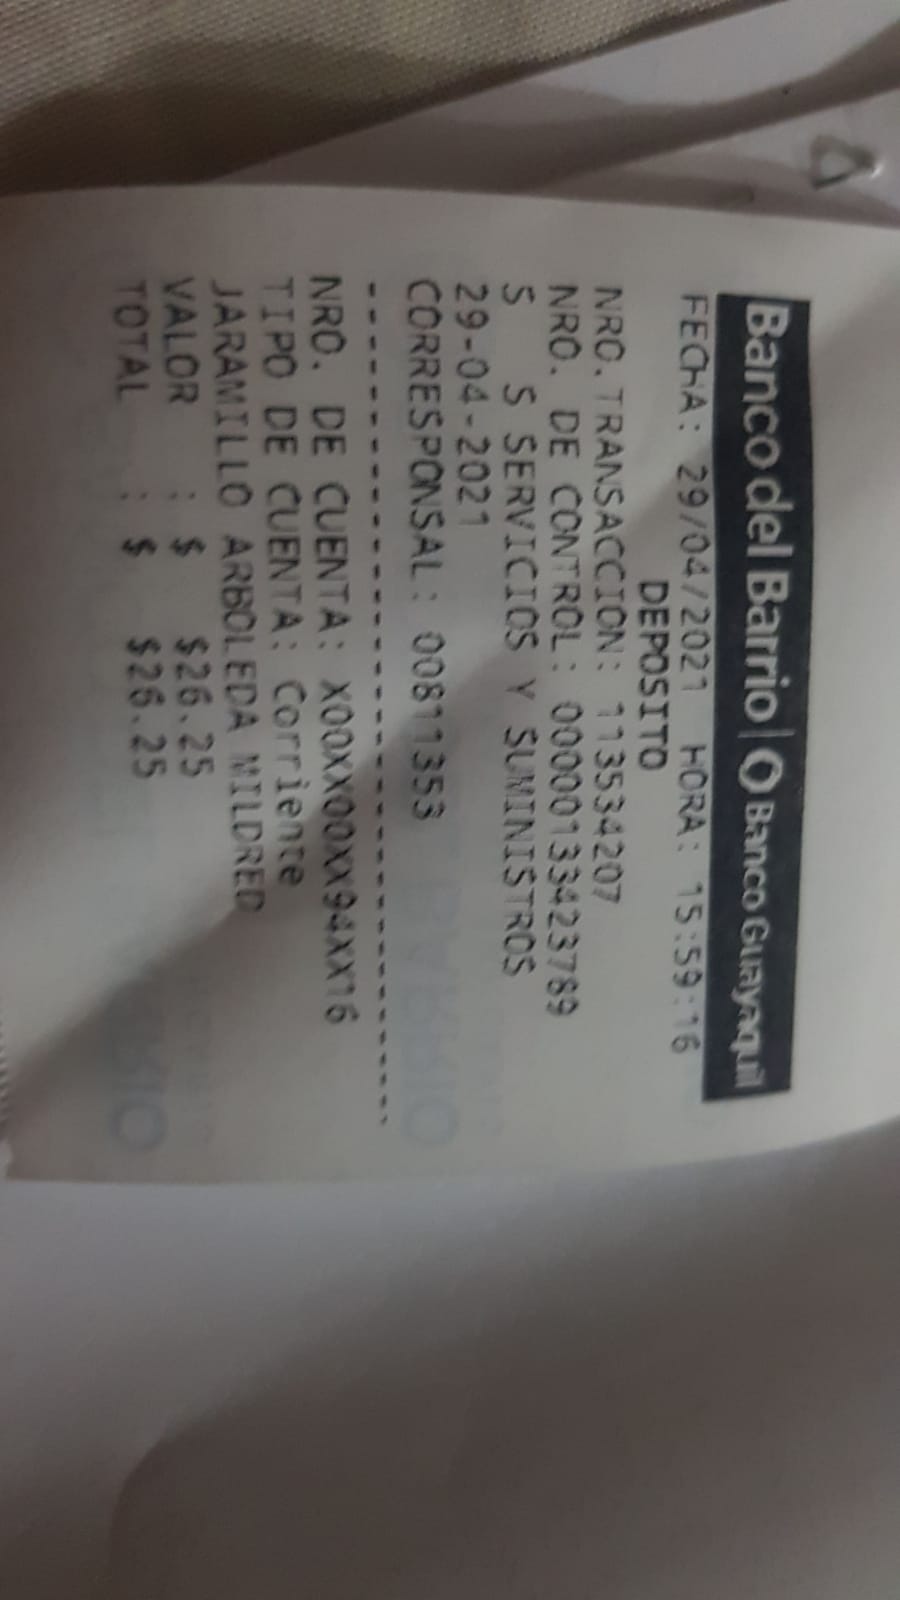 Banco del Barrio | Banco Guayaquil
FECHA: 29/04/2021 HORA: 15:59:16
DEPOSITO
NRO. TRANSACCION: 113534207
NRO. DE CONTROL: 00000133423789
S S SERVICIOS Y SUMINISTROS
29-04-2021
CORRESPONSAL: 00811353
--------------------------------------
NRO. DE CUENTA: X00XX00XX94XX16
TIPO DE CUENTA: Corriente
JARAMILLO ARBOLEDA MILDRED
VALOR : $ $26.25
TOTAL : $ $26.25